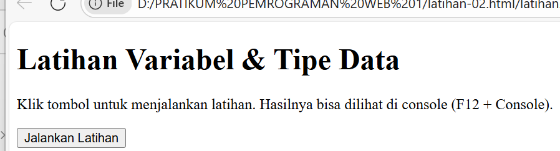 File D:/PRATIKUM%20PEMROGRAMAN%20WEB%201/latihan-02.html/latihan
Latihan Variabel & Tipe Data
Klik tombol untuk menjalankan latihan. Hasilnya bisa dilihat di console (F12 + Console).
Jalankan Latihan